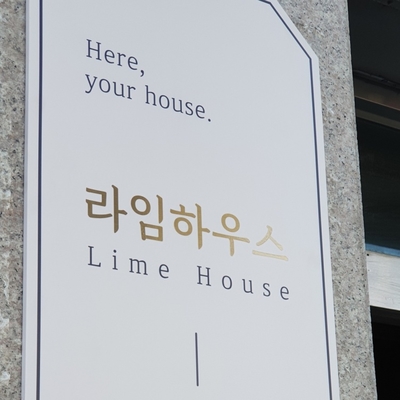 Here,
your house.
라임하우스
Lime House